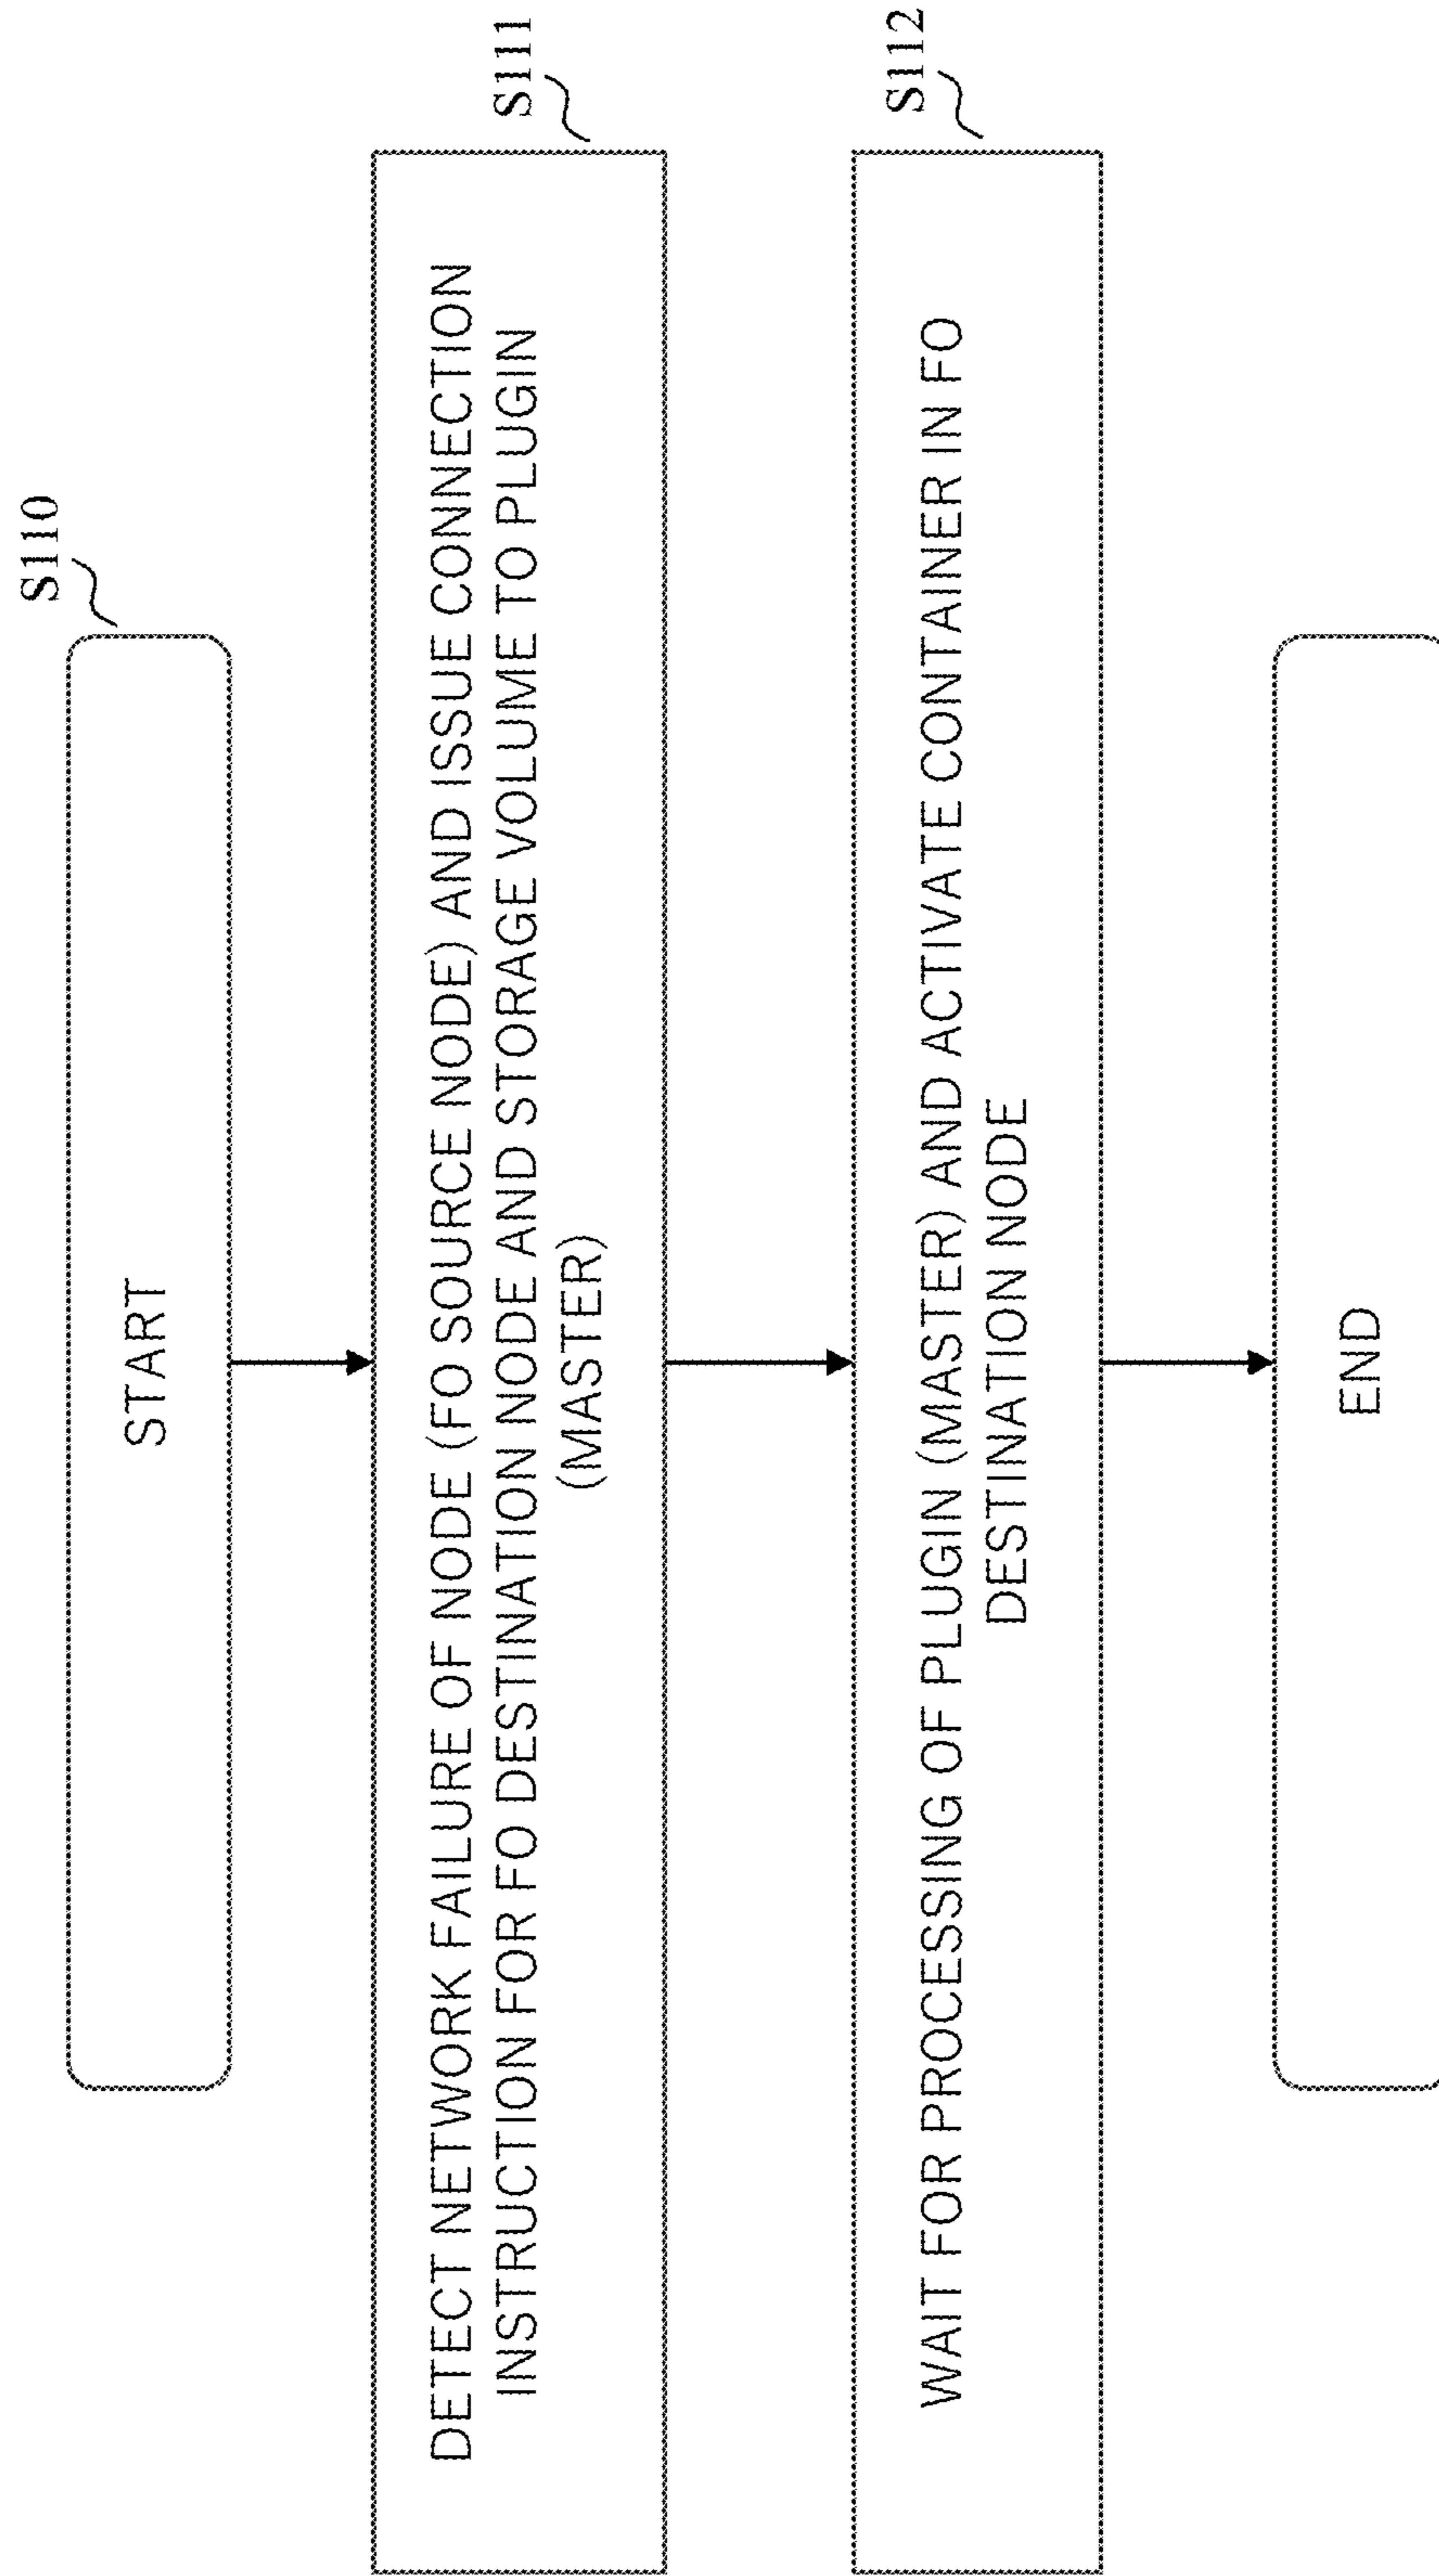 S110
START
S111
DETECT NETWORK FAILURE OF NODE (FO SOURCE NODE) AND ISSUE CONNECTION
INSTRUCTION FOR FO DESTINATION NODE AND STORAGE VOLUME TO PLUGIN
(MASTER)
S112
WAIT FOR PROCESSING OF PLUGIN (MASTER) AND ACTIVATE CONTAINER IN FO
DESTINATION NODE
END